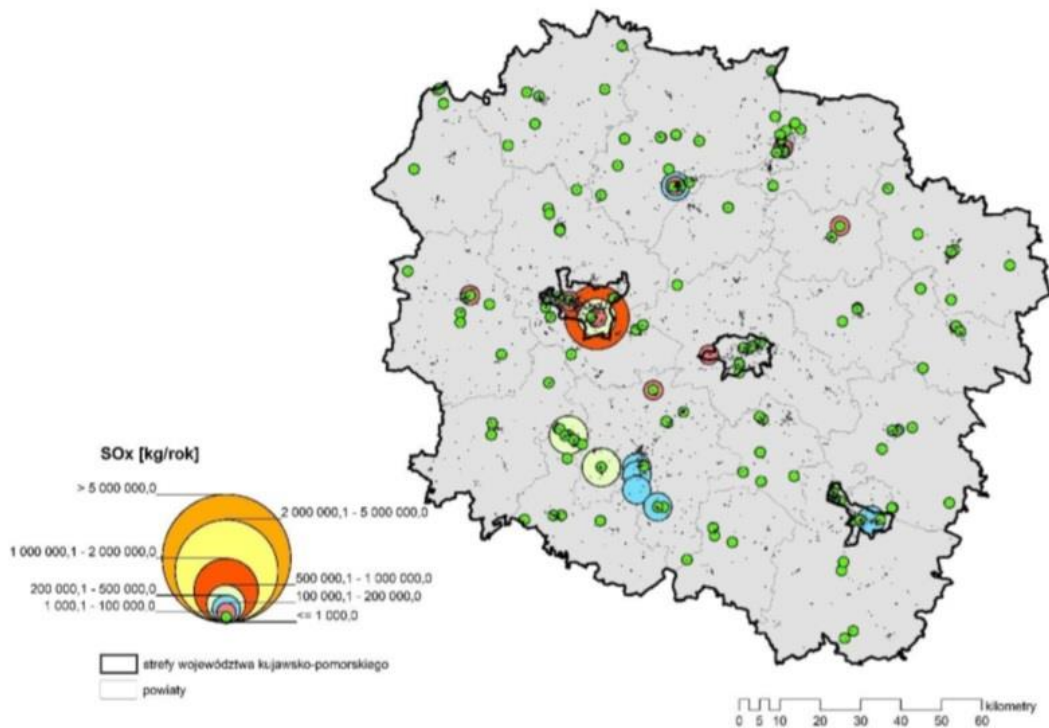 SOx [kg/rok]
> 5 000 000,0
2 000 000,1 - 5 000 000,0
1 000 000,1 - 2 000 000,0
500 000,1 - 1 000 000,0
200 000,1 - 500 000,0
100 000,1 - 200 000,0
1 000,1 - 100 000,0
<= 1 000,0
strefy województwa kujawsko-pomorskiego
powiaty
kilometry
0 5 10 20 30 40 50 60